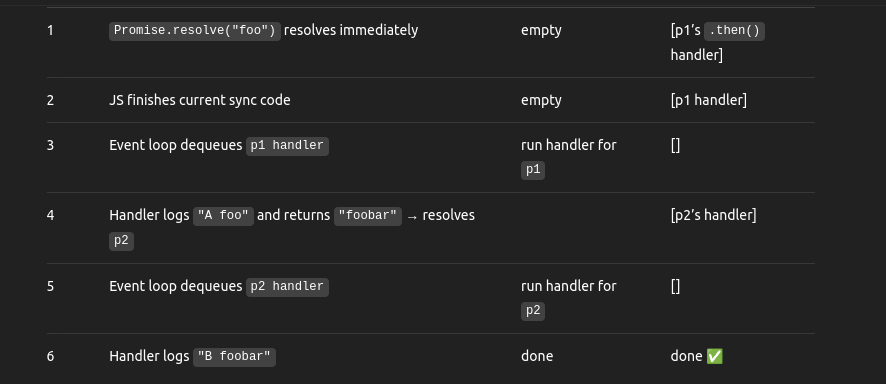 1 Promise.resolve("foo") resolves immediately empty [p1’s .then()
handler]
2 JS finishes current sync code empty [p1 handler]
3 Event loop dequeues p1 handler run handler for []
p1
4 Handler logs "A foo" and returns "foobar" → resolves [p2’s handler]
p2
5 Event loop dequeues p2 handler run handler for []
p2
6 Handler logs "B foobar" done done ✅